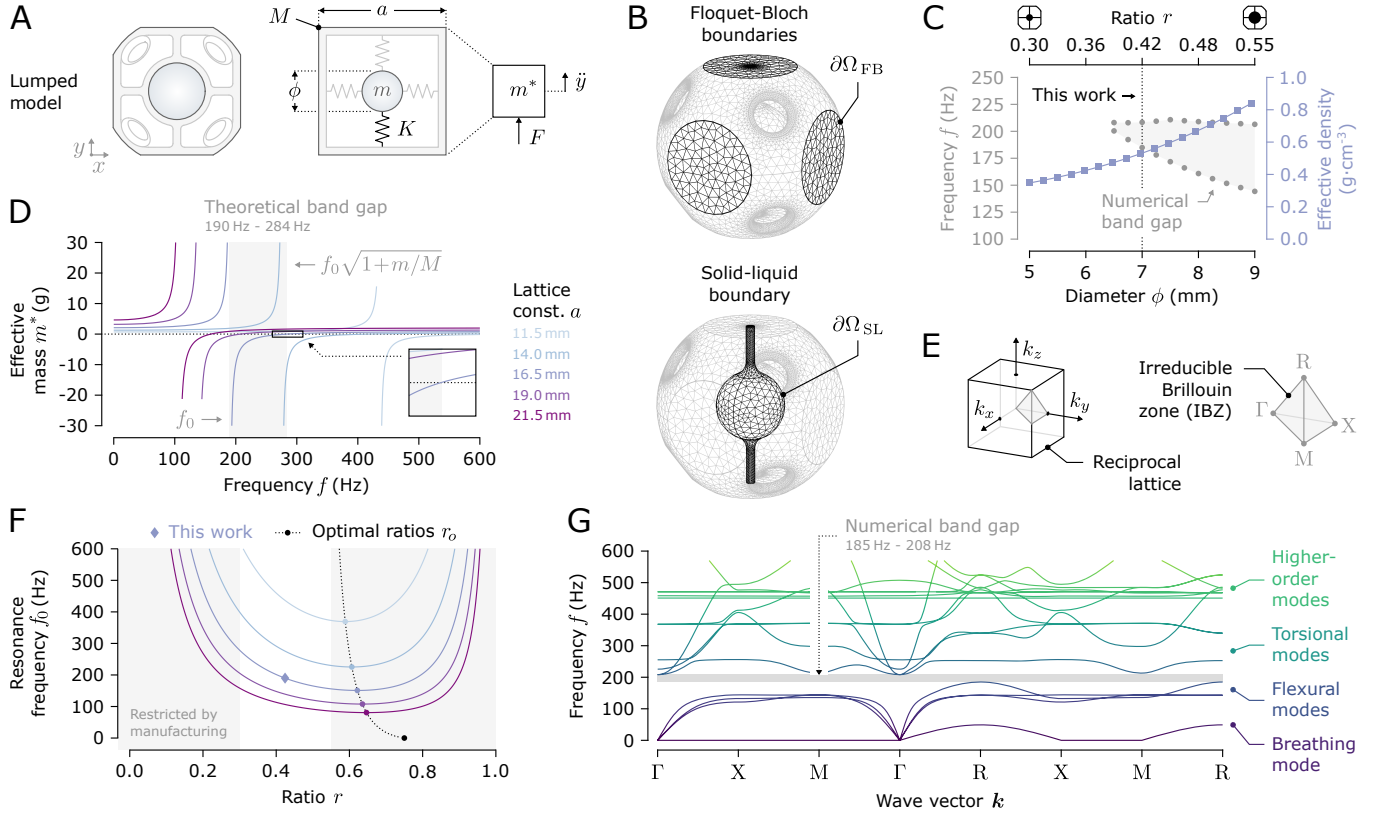 A
Lumped
model
y
x
M
a
ϕ
m
K
m*
ÿ
F
B
Floquet-Bloch
boundaries
∂Ω_FB
Solid-liquid
boundary
∂Ω_SL
C
Ratio r
0.30 0.36 0.42 0.48 0.55
This work
Numerical
band gap
Frequency f (Hz)
250
225
200
175
150
125
100
1.0
0.8
0.6
0.4
0.2
0.0
Effective density
(g·cm⁻³)
5 6 7 8 9
Diameter ϕ (mm)
D
Theoretical band gap
190 Hz - 284 Hz
f₀√1+m/M
f₀
Effective
mass m* (g)
30
20
10
0
-10
-20
-30
0 100 200 300 400 500 600
Frequency f (Hz)
Lattice
const. a
11.5 mm
14.0 mm
16.5 mm
19.0 mm
21.5 mm
E
k_z
k_x
k_y
Reciprocal
lattice
Irreducible
Brillouin
zone (IBZ)
R
Γ
X
M
F
This work
Optimal ratios r_o
Resonance
frequency f₀ (Hz)
600
500
400
300
200
100
0
Restricted by
manufacturing
0.0 0.2 0.4 0.6 0.8 1.0
Ratio r
G
Numerical band gap
185 Hz - 208 Hz
Frequency f (Hz)
600
500
400
300
200
100
0
Γ X M Γ R X M R
Wave vector k
Higher-
order
modes
Torsional
modes
Flexural
modes
Breathing
mode